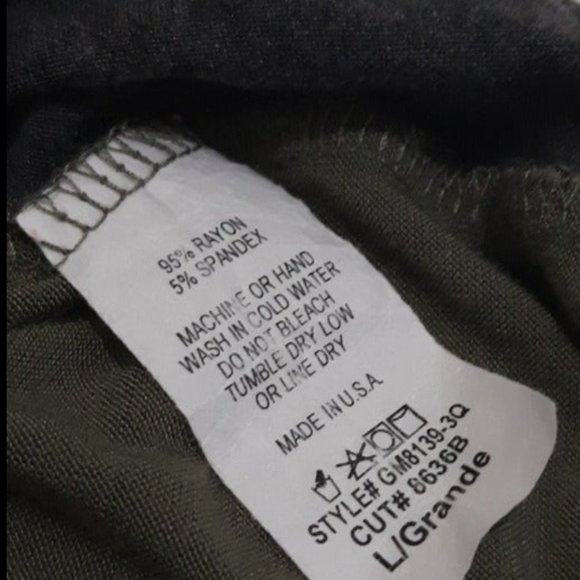 95% RAYON
5% SPANDEX
MACHINE OR HAND
WASH IN COLD WATER
DO NOT BLEACH
TUMBLE DRY LOW
OR LINE DRY
MADE IN U.S.A.
STYLE# GM8139-3Q
CUT# 8636B
L/Grande